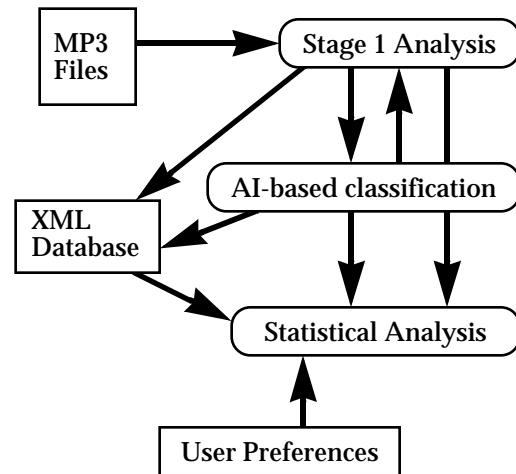 MP3
Files
Stage 1 Analysis
AI-based classification
XML
Database
Statistical Analysis
User Preferences